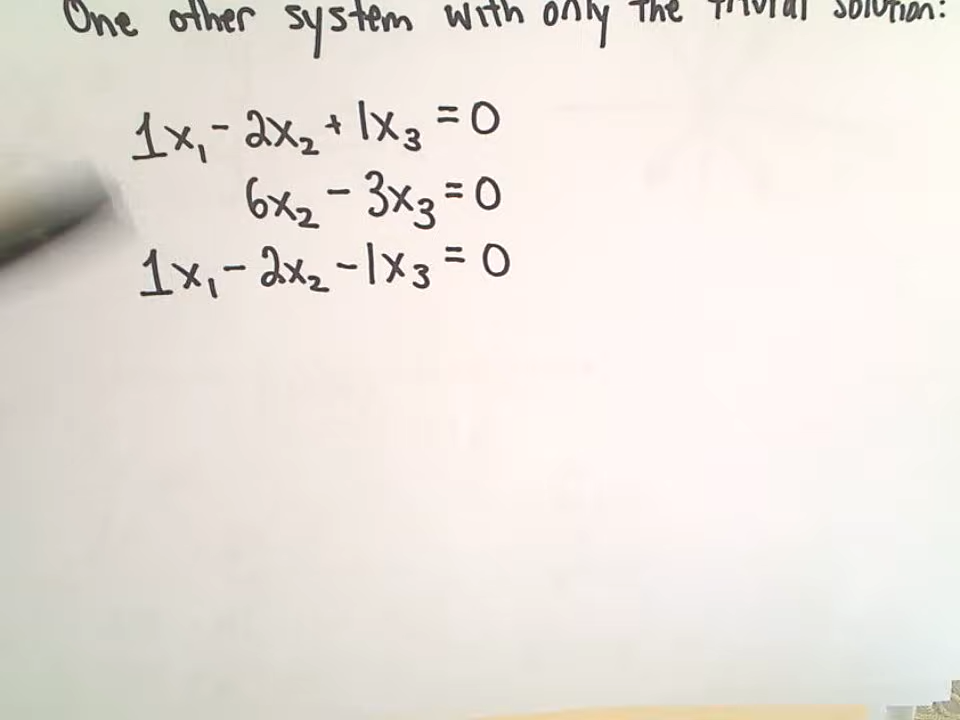 One other system with only the trivial solution:
1x₁ - 2x₂ + 1x₃ = 0
6x₂ - 3x₃ = 0
1x₁ - 2x₂ - 1x₃ = 0